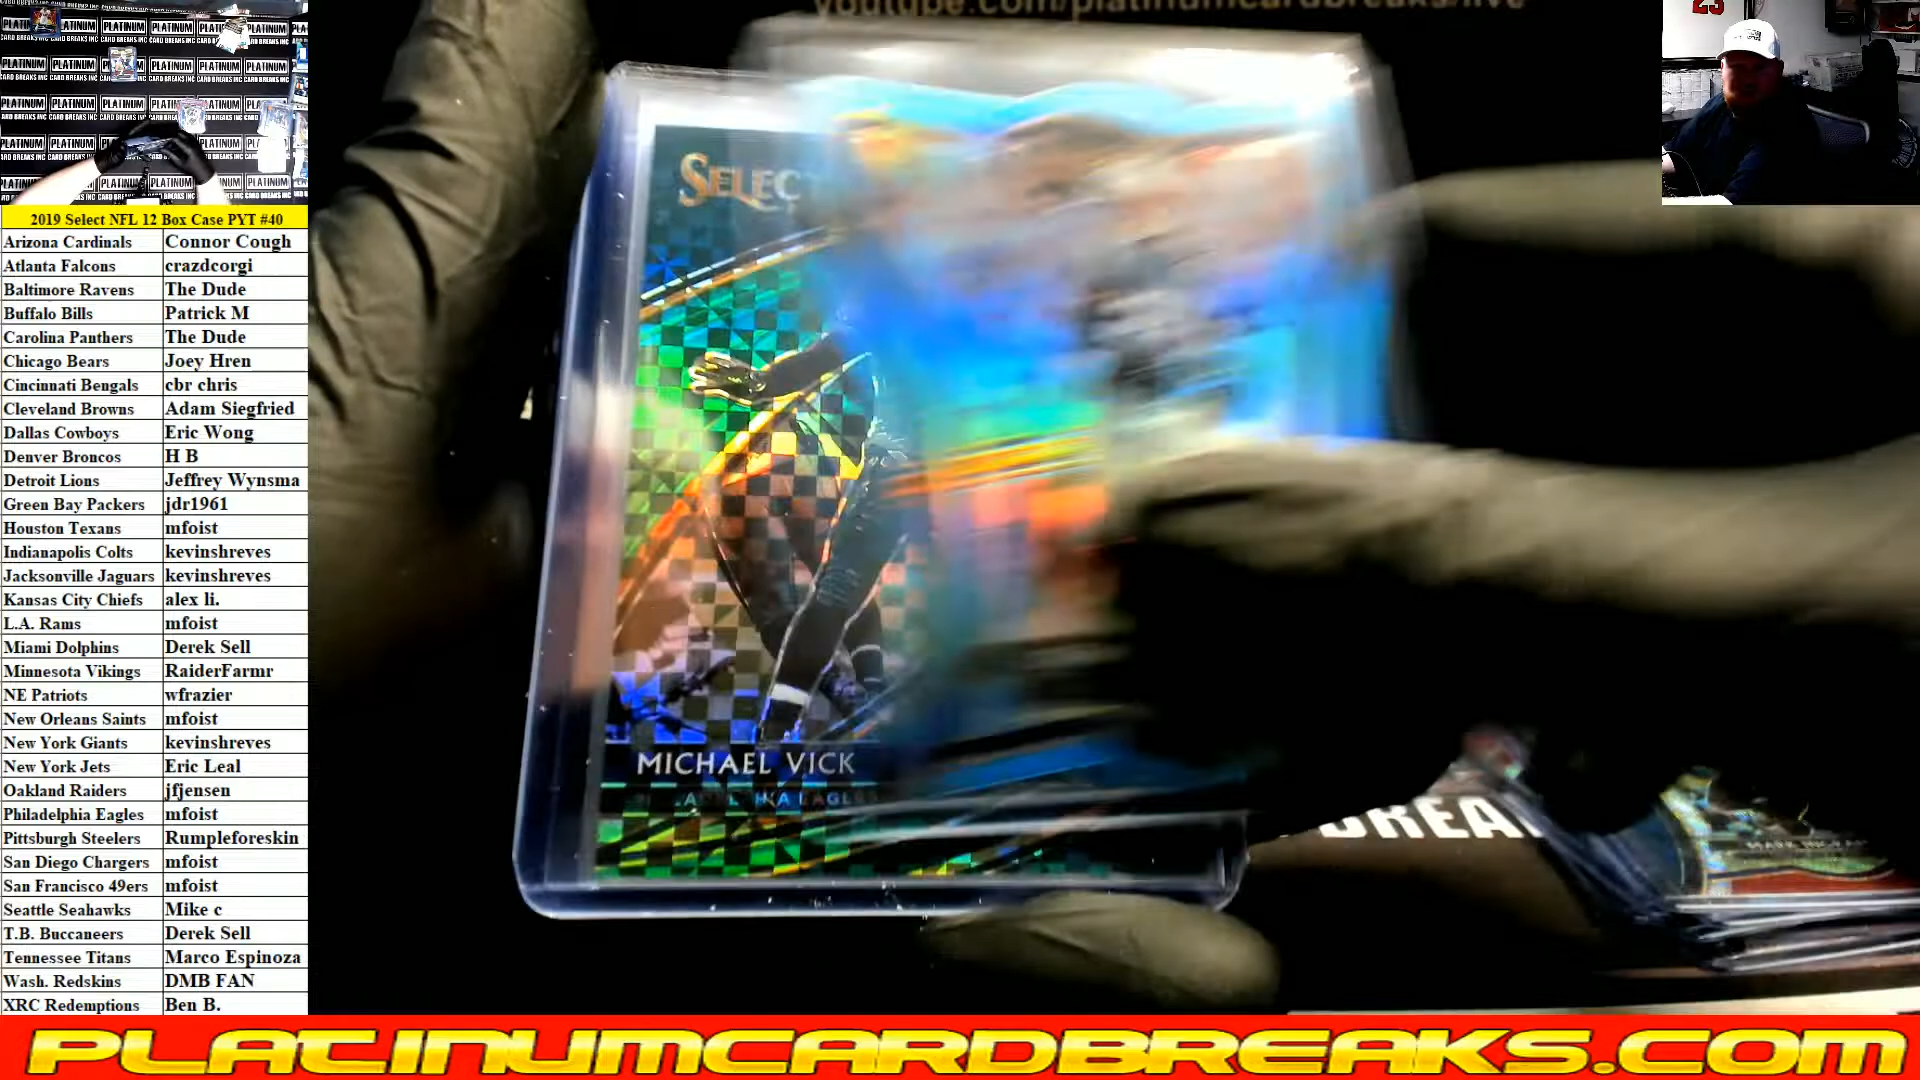 youtube.com/platinumcardbreaks/live
2019 Select NFL 12 Box Case PYT #40
Arizona Cardinals Connor Cough
Atlanta Falcons crazdcorgi
Baltimore Ravens The Dude
Buffalo Bills Patrick M
Carolina Panthers The Dude
Chicago Bears Joey Hren
Cincinnati Bengals cbr chris
Cleveland Browns Adam Siegfried
Dallas Cowboys Eric Wong
Denver Broncos H B
Detroit Lions Jeffrey Wynsma
Green Bay Packers jdr1961
Houston Texans mfoist
Indianapolis Colts kevinshreves
Jacksonville Jaguars kevinshreves
Kansas City Chiefs alex li.
L.A. Rams mfoist
Miami Dolphins Derek Sell
Minnesota Vikings RaiderFarmr
NE Patriots wfrazier
New Orleans Saints mfoist
New York Giants kevinshreves
New York Jets Eric Leal
Oakland Raiders jfjensen
Philadelphia Eagles mfoist
Pittsburgh Steelers Rumpleforeskin
San Diego Chargers mfoist
San Francisco 49ers mfoist
Seattle Seahawks Mike c
T.B. Buccaneers Derek Sell
Tennessee Titans Marco Espinoza
Wash. Redskins DMB FAN
XRC Redemptions Ben B.
SELEC
MICHAEL VICK
PLATINUMCARDBREAKS.COM